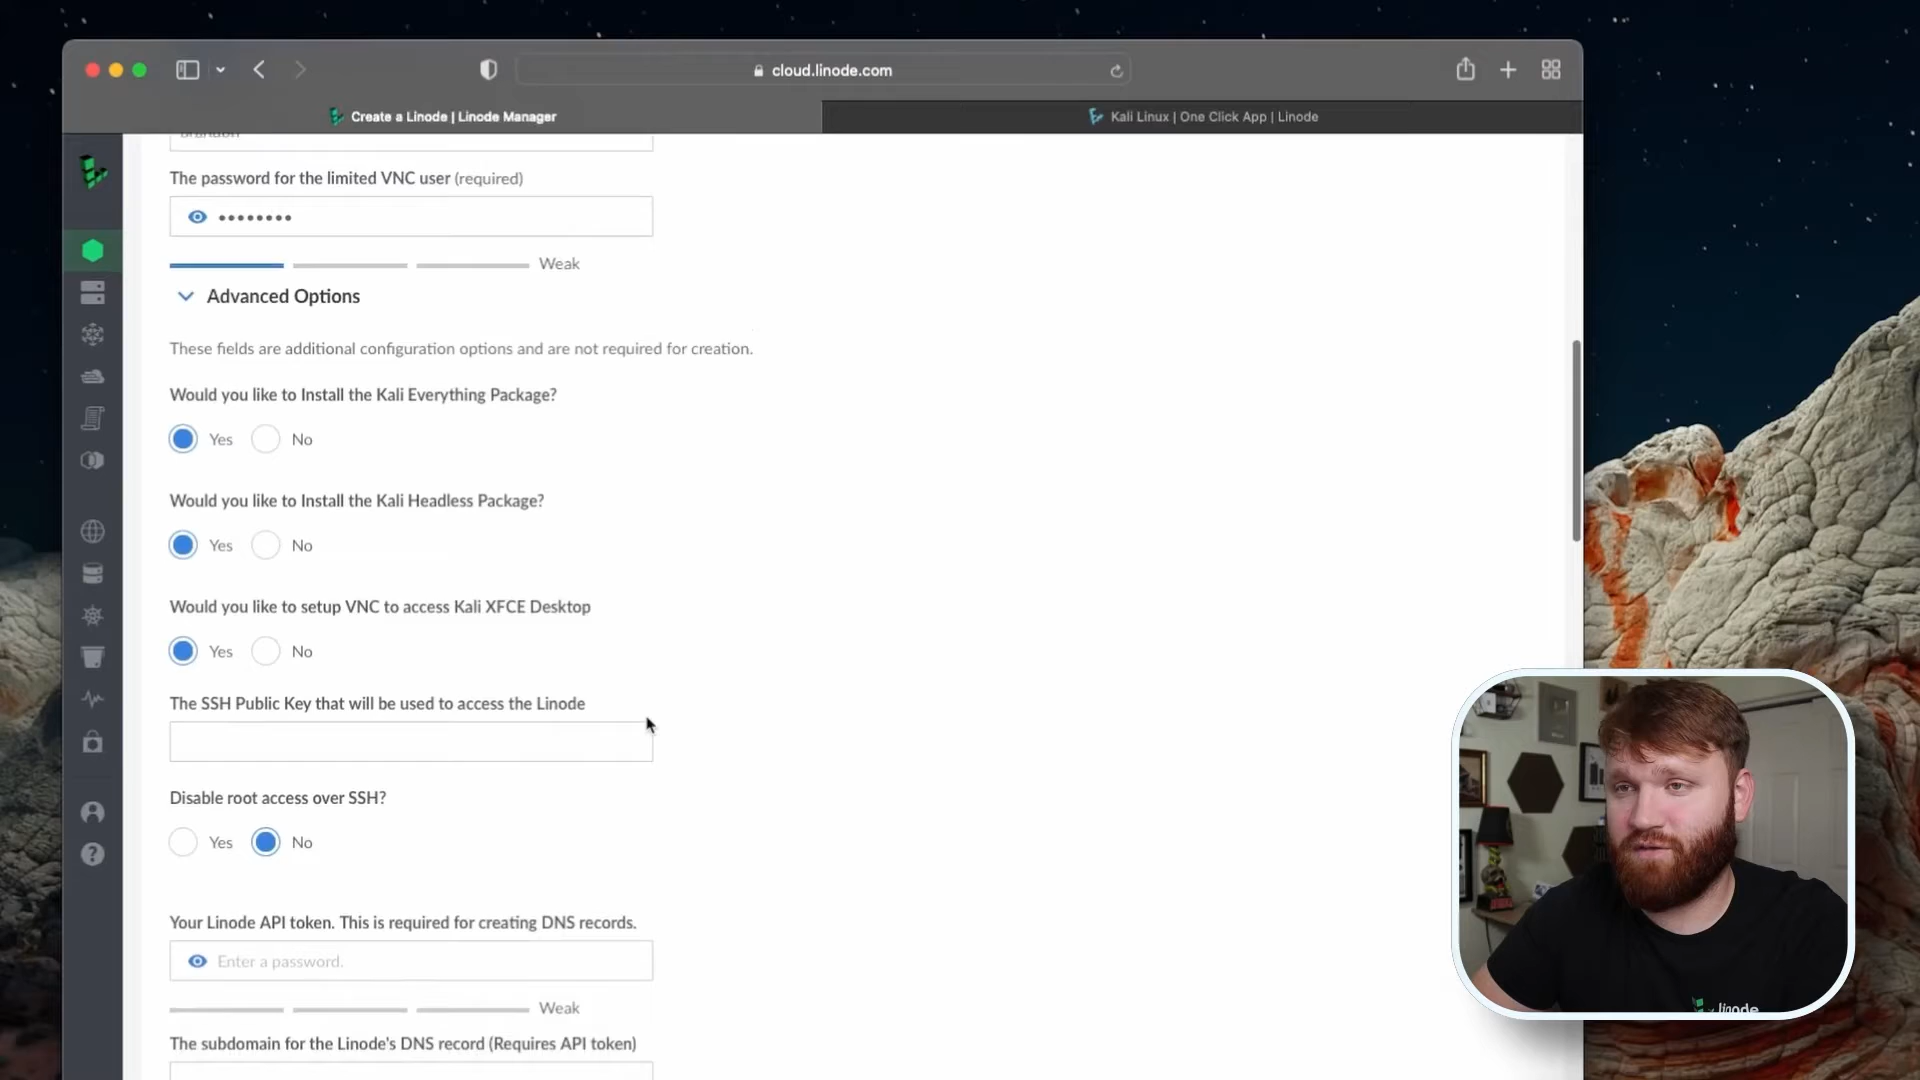 cloud.linode.com
Create a Linode | Linode Manager
Kali Linux | One Click App | Linode
The password for the limited VNC user (required)
••••••••
Weak
Advanced Options
These fields are additional configuration options and are not required for creation.
Would you like to Install the Kali Everything Package?
Yes No
Would you like to Install the Kali Headless Package?
Yes No
Would you like to setup VNC to access Kali XFCE Desktop
Yes No
The SSH Public Key that will be used to access the Linode
Disable root access over SSH?
Yes No
Your Linode API token. This is required for creating DNS records.
Enter a password.
Weak
The subdomain for the Linode's DNS record (Requires API token)
linode